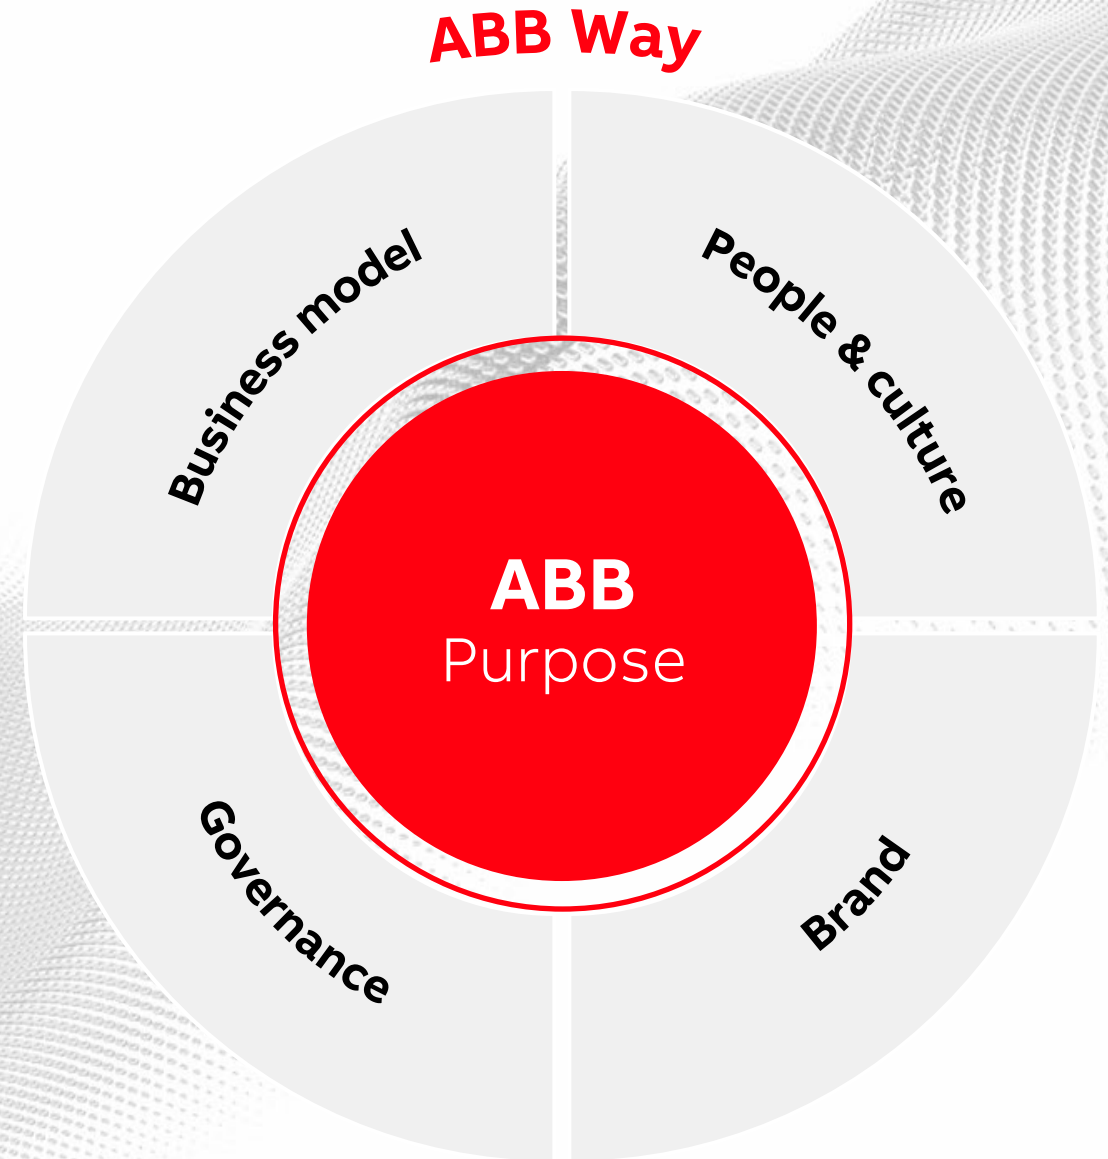 ABB Way
Business model
People & culture
ABB
Purpose
Governance
Brand